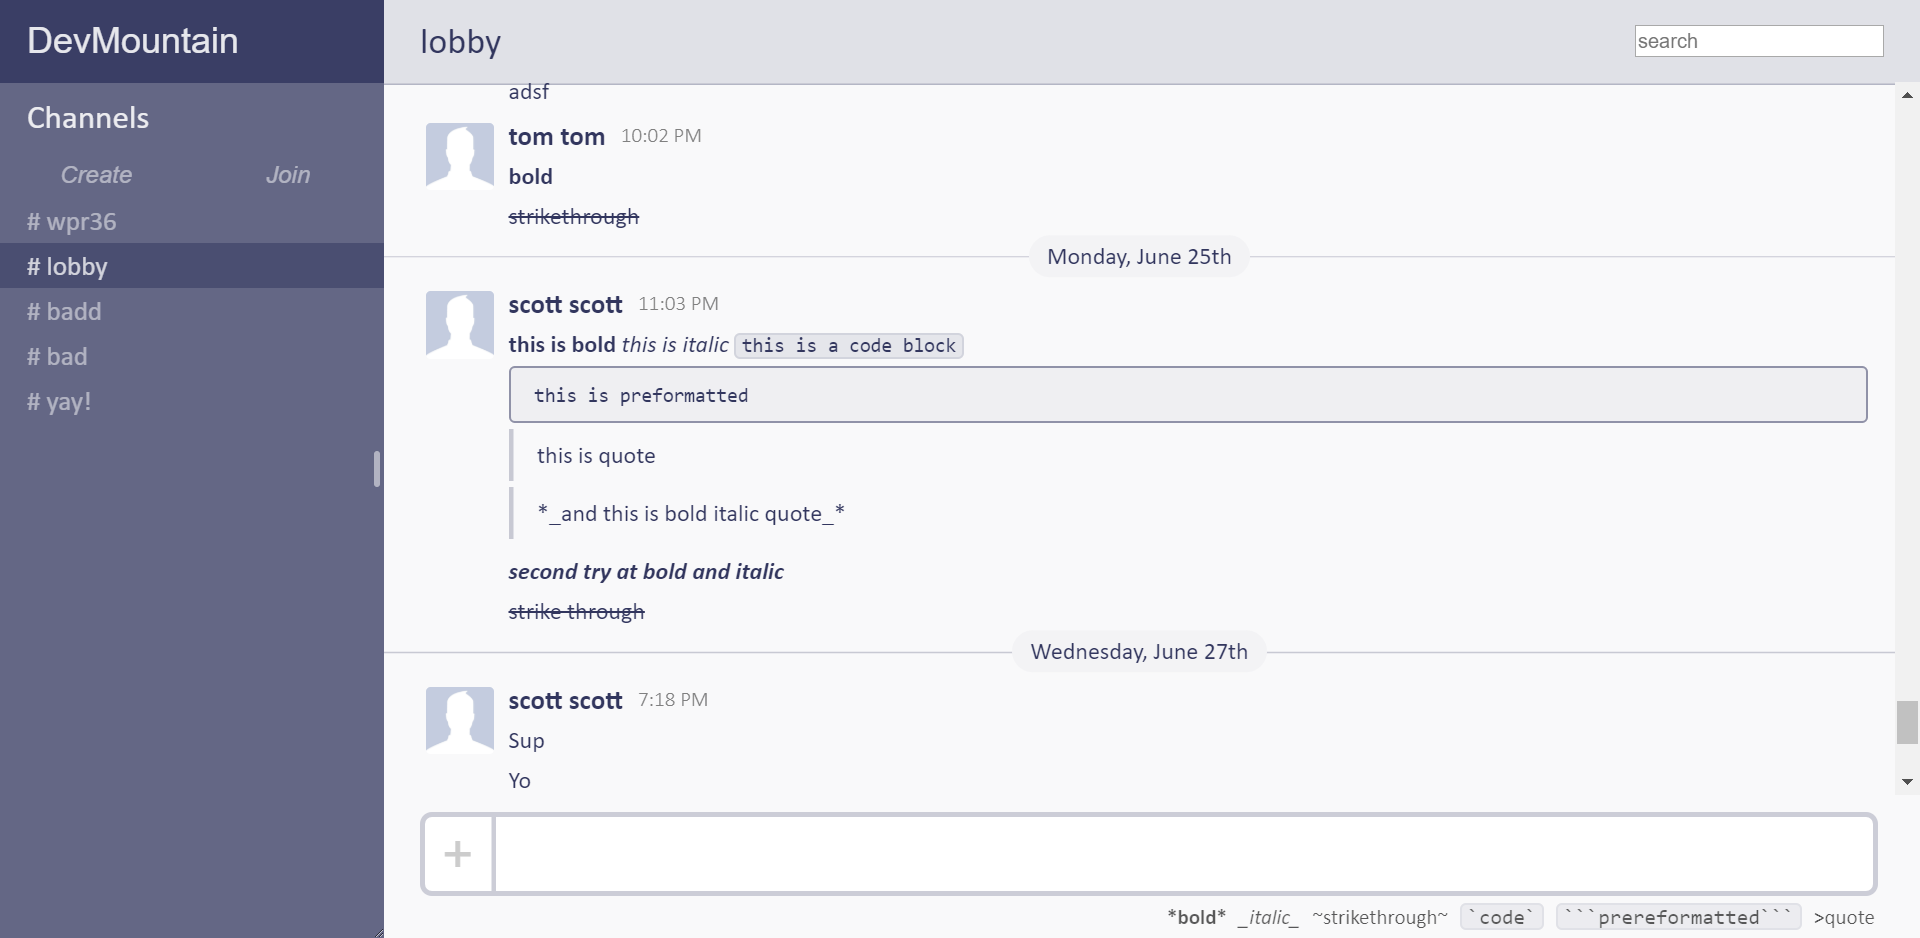 DevMountain
Channels
Create Join
# wpr36
# lobby
# badd
# bad
# yay!
lobby
search
adsf
tom tom 10:02 PM
bold
strikethrough
Monday, June 25th
scott scott 11:03 PM
this is bold this is italic this is a code block
this is preformatted
this is quote
*_and this is bold italic quote_*
second try at bold and italic
strike through
Wednesday, June 27th
scott scott 7:18 PM
Sup
Yo
+
*bold* _italic_ ~strikethrough~ `code` ```prereformatted``` >quote